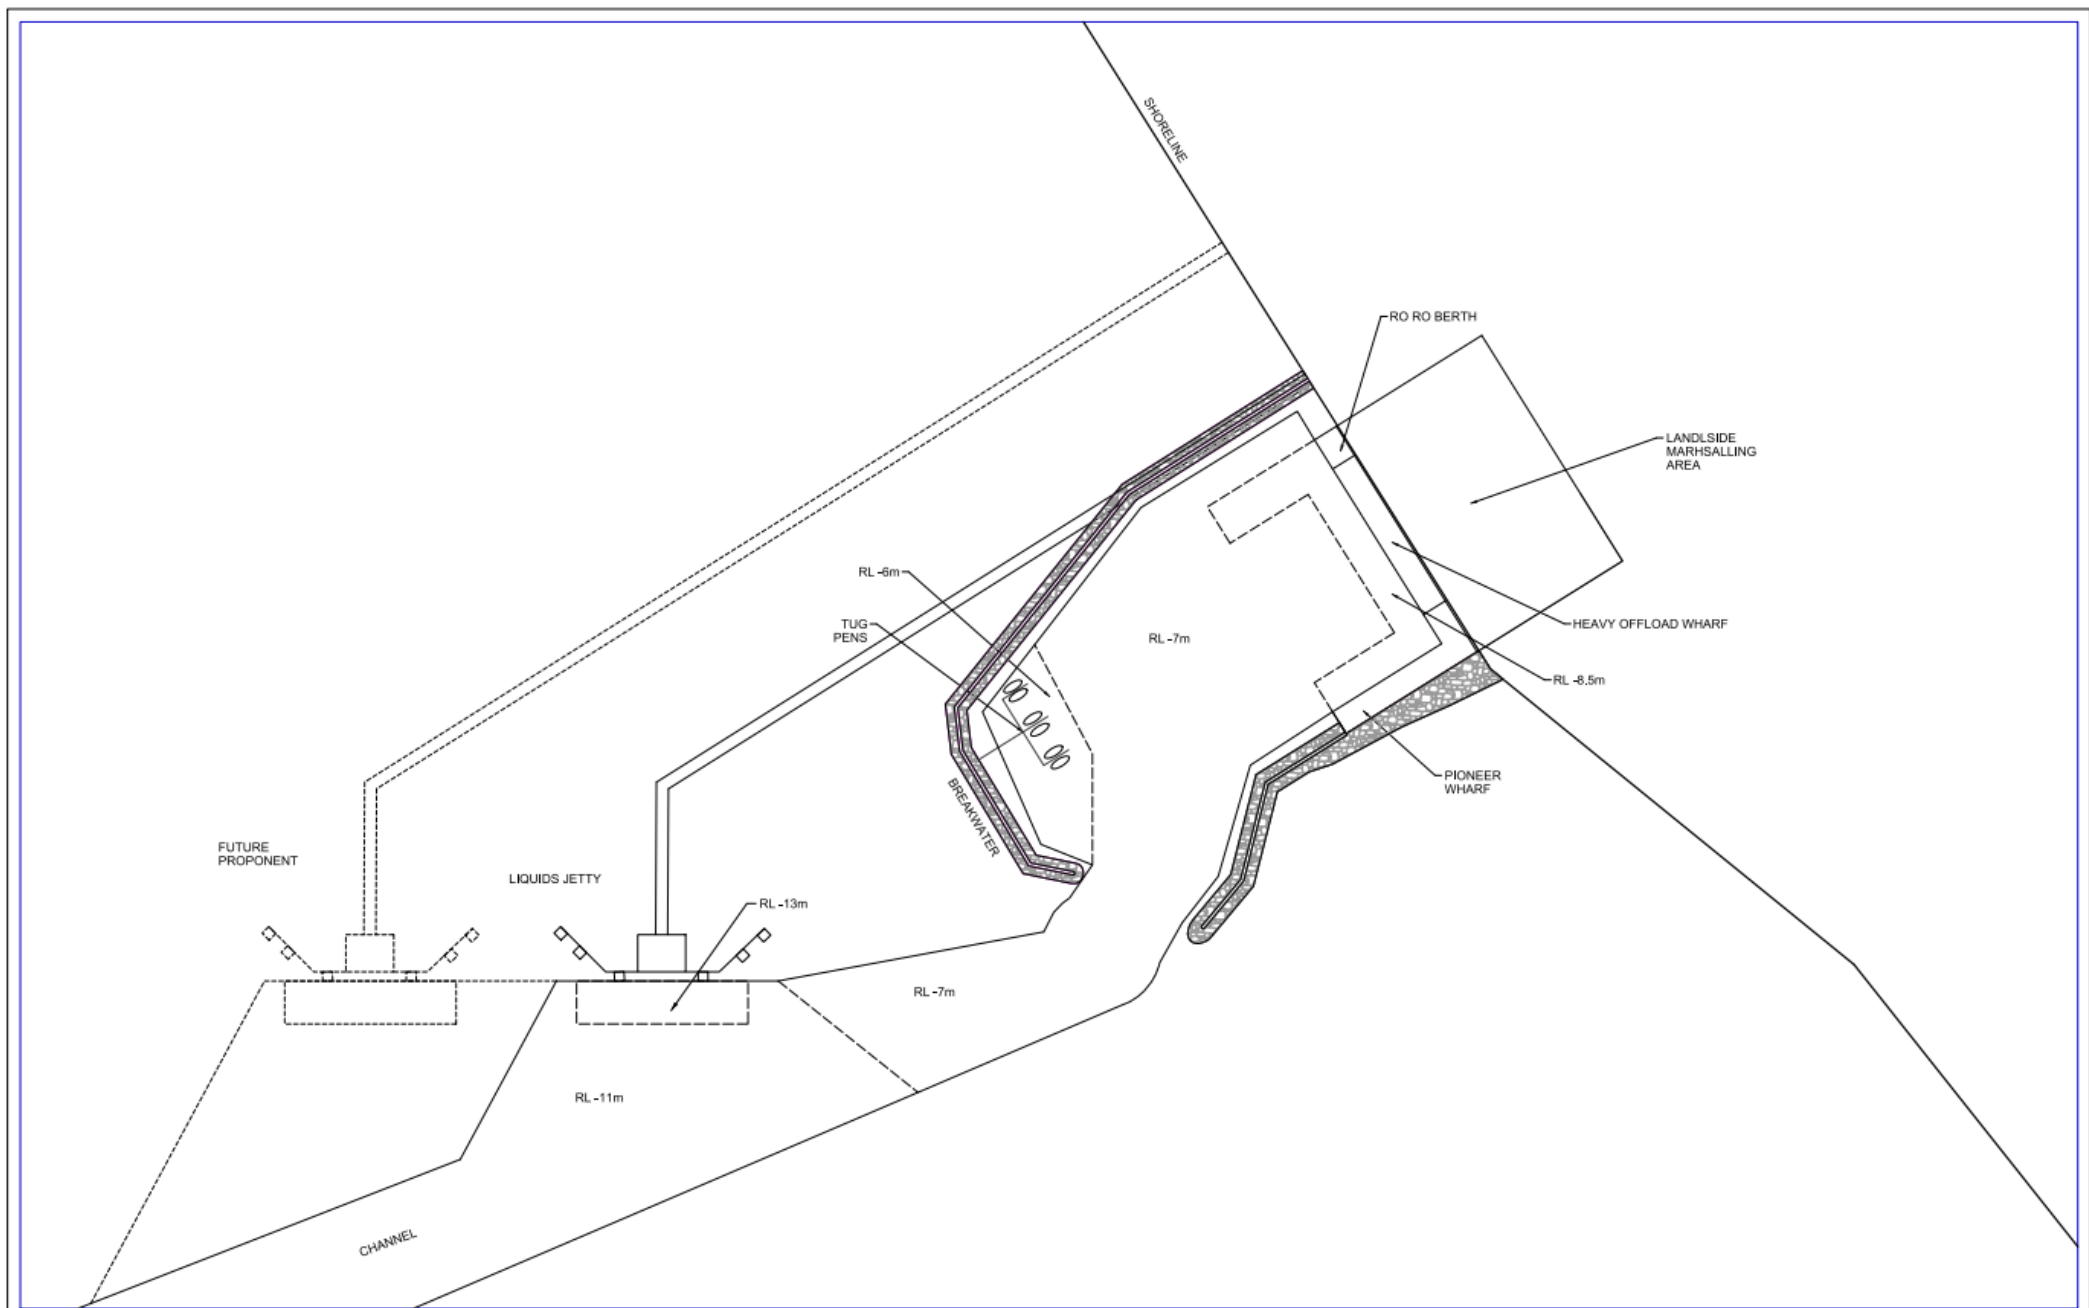 SHORELINE
RO RO BERTH
LANDLSIDE
MARHSALLING
AREA
RL -6m
TUG
PENS
RL -7m
HEAVY OFFLOAD WHARF
RL -8.5m
PIONEER
WHARF
BREAKWATER
FUTURE
PROPONENT
LIQUIDS JETTY
RL -13m
RL -7m
RL -11m
CHANNEL